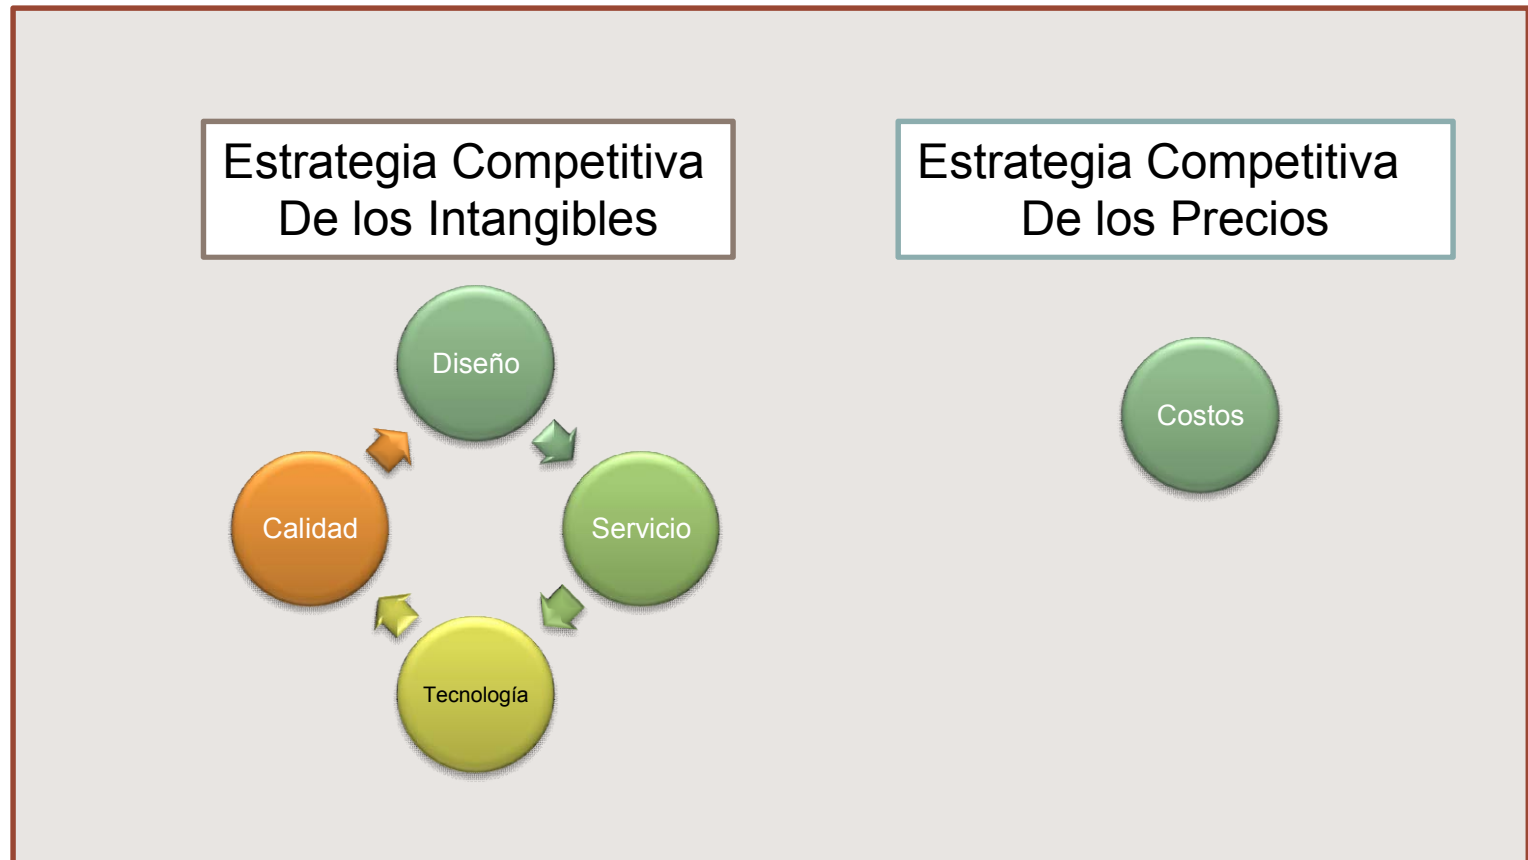 Estrategia Competitiva
De los Intangibles
Estrategia Competitiva
De los Precios
Diseño
Servicio
Tecnología
Calidad
Costos